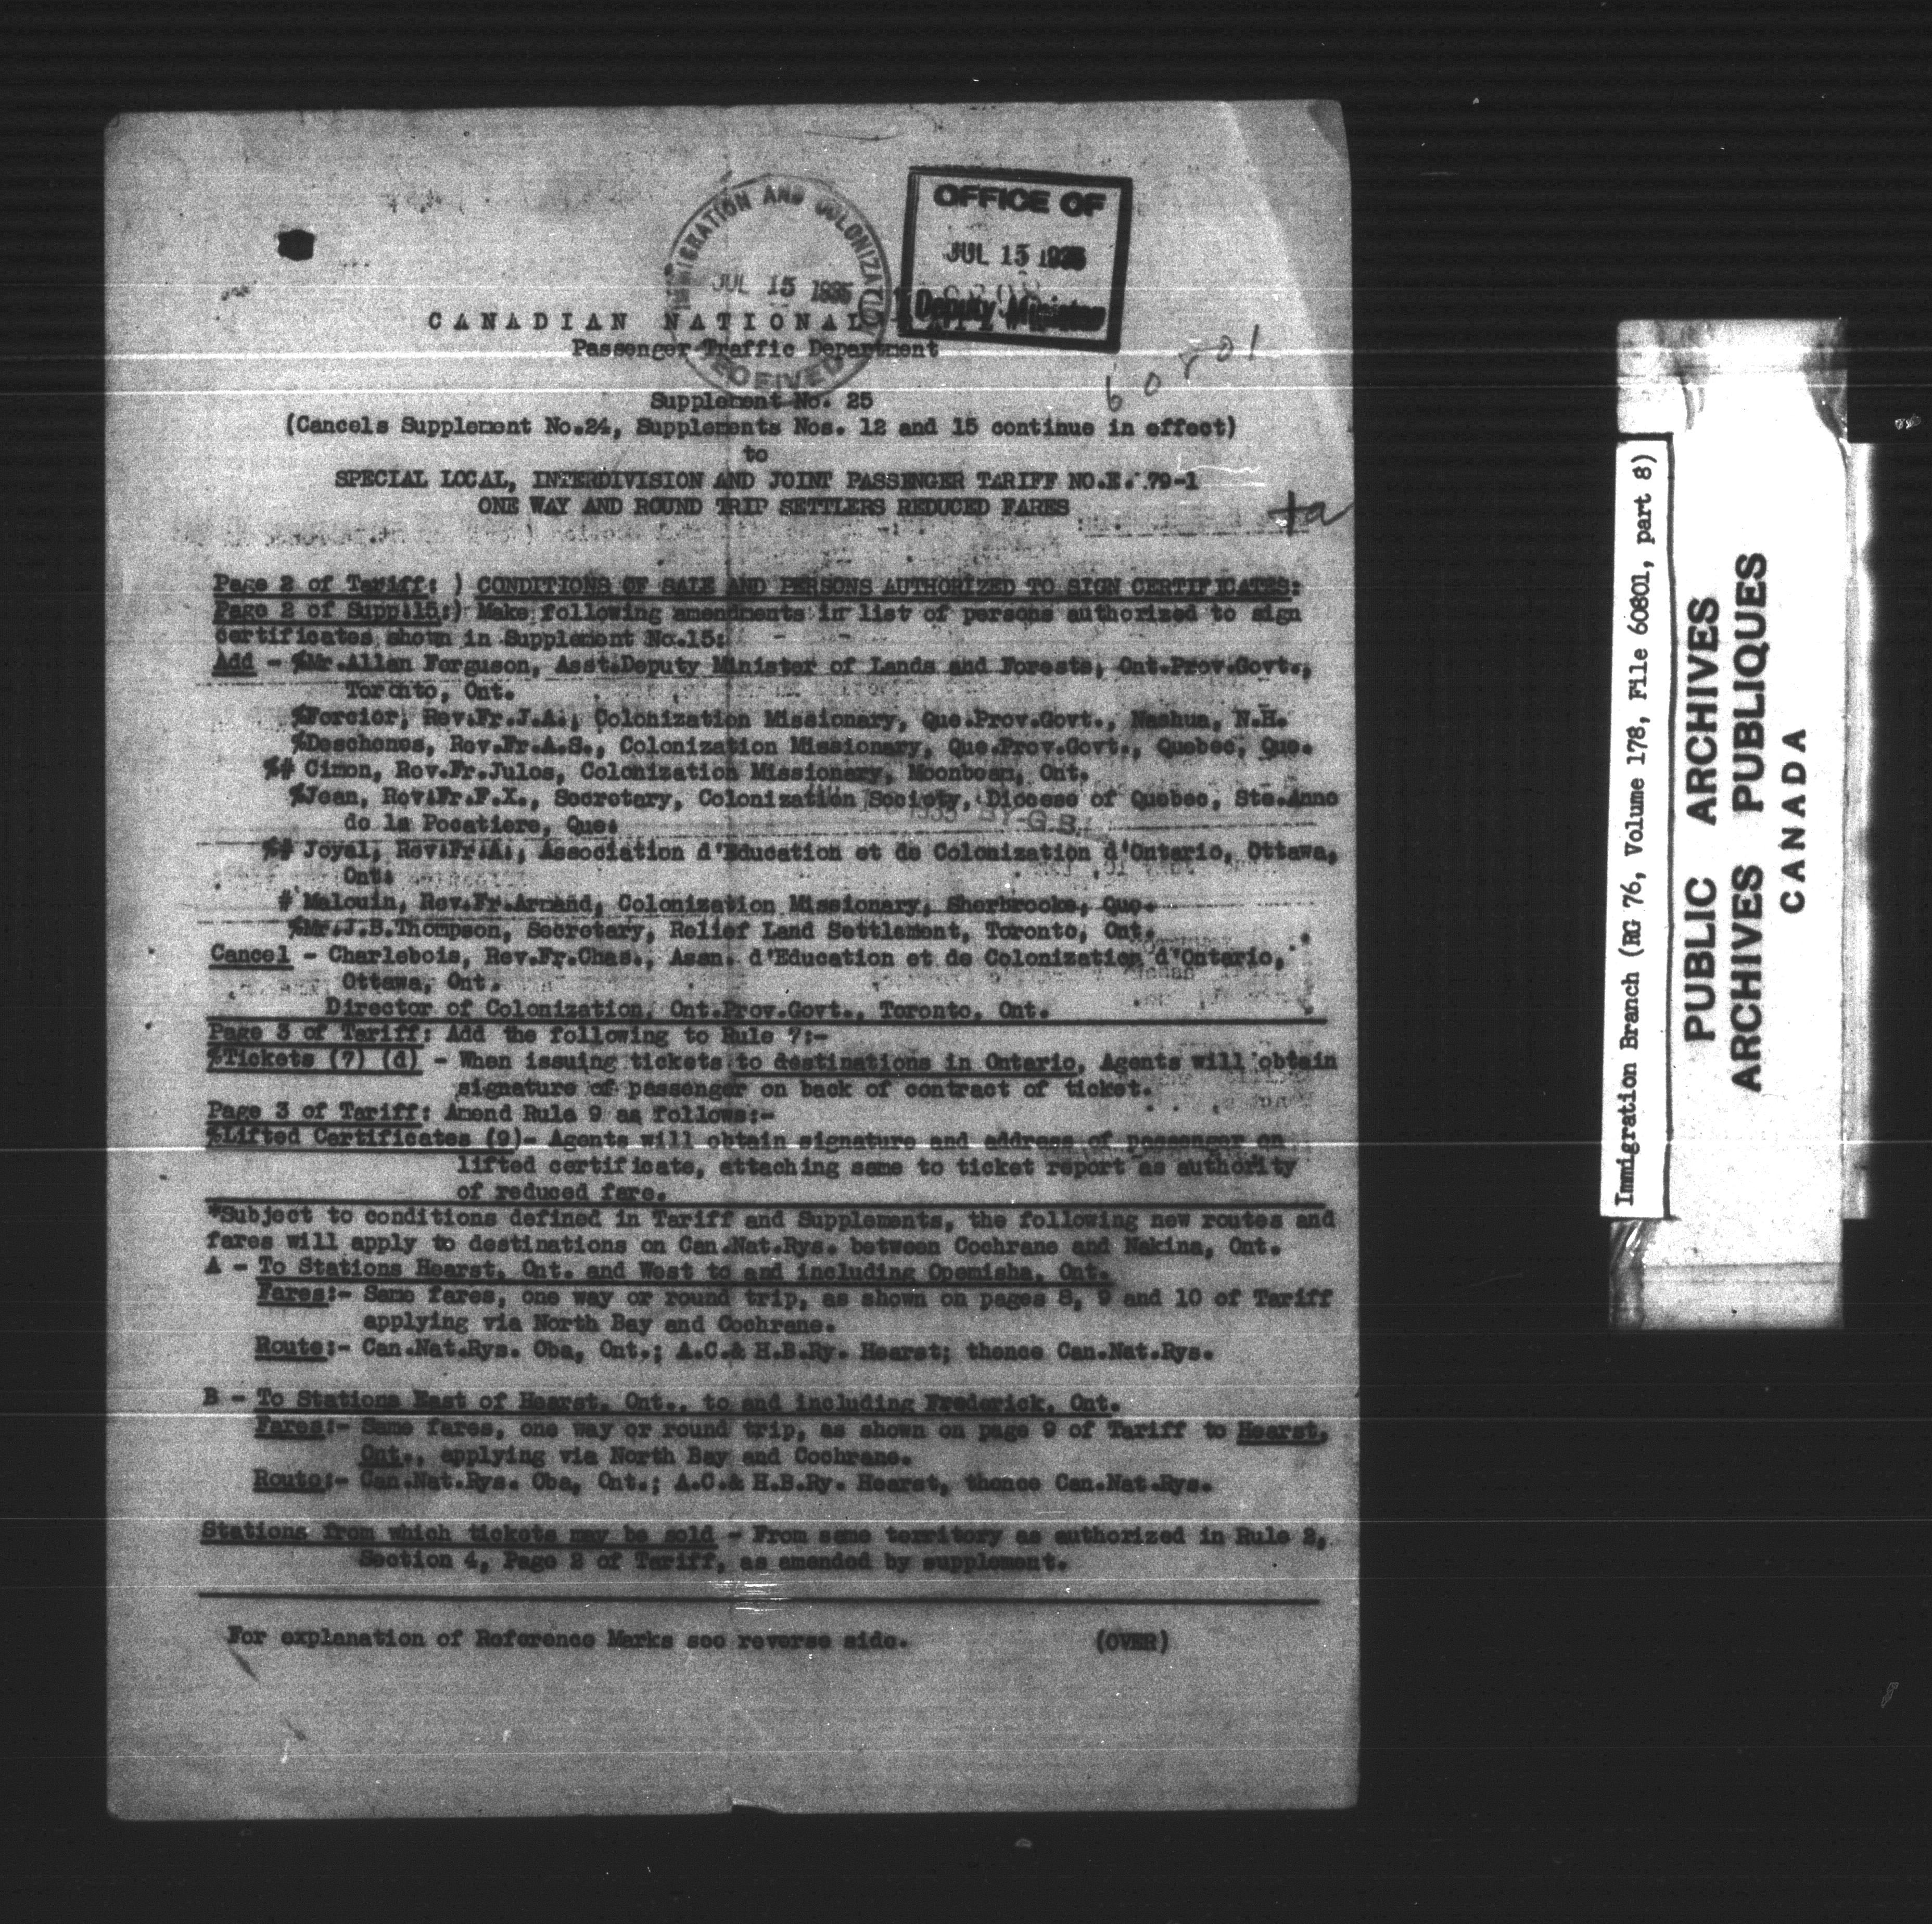 IMMIGRATION AND COLONIZATION
JUL 15 1935
RECEIVED
OFFICE OF
JUL 15 1935
Deputy Minister
CANADIAN NATIONAL
Passenger Traffic Department
60801
Supplement No. 25
(Cancels Supplement No.24, Supplements Nos. 12 and 15 continue in effect)
to
SPECIAL LOCAL, INTERDIVISION AND JOINT PASSENGER TARIFF NO.E. 79-1
ONE WAY AND ROUND TRIP SETTLERS REDUCED FARES
Page 2 of Tariff: ) CONDITIONS OF SALE AND PERSONS AUTHORIZED TO SIGN CERTIFICATES:
Page 2 of Supp.15:) Make following amendments in list of persons authorized to sign
certificates shown in Supplement No.15:
Add - %Mr.Allan Ferguson, Asst.Deputy Minister of Lands and Forests, Ont.Prov.Govt.,
Toronto, Ont.
%Forcier, Rev.Fr.J.A., Colonization Missionary, Que.Prov.Govt., Nashua, N.H.
%Deschenes, Rev.Fr.A.S., Colonization Missionary, Que.Prov.Govt., Quebec, Que.
%# Cimon, Rev.Fr.Jules, Colonization Missionary, Moonbeam, Ont.
%Jean, Rev.Fr.F.X., Secretary, Colonization Society, Diocese of Quebec, Ste.Anne
de la Pocatiere, Que.
%# Joyal, Rev.Fr.A., Association d'Education et de Colonization d'Ontario, Ottawa,
Ont.
# Malouin, Rev.Fr.Armand, Colonization Missionary, Sherbrooke, Que.
%Mr.J.B.Thompson, Secretary, Relief Land Settlement, Toronto, Ont.
Cancel - Charlebois, Rev.Fr.Chas., Assn. d'Education et de Colonization d'Ontario,
Ottawa, Ont.
Director of Colonization, Ont.Prov.Govt., Toronto, Ont.
Page 3 of Tariff: Add the following to Rule 7:-
%Tickets (7) (d) - When issuing tickets to destinations in Ontario, Agents will obtain
signature of passenger on back of contract of ticket.
Page 3 of Tariff: Amend Rule 9 as follows:-
%Lifted Certificates (9)- Agents will obtain signature and address of passenger on
lifted certificate, attaching same to ticket report as authority
of reduced fare.
*Subject to conditions defined in Tariff and Supplements, the following new routes and
fares will apply to destinations on Can.Nat.Rys. between Cochrane and Nakina, Ont.
A - To Stations Hearst, Ont. and West to and including Opemisha, Ont.
Fares:- Same fares, one way or round trip, as shown on pages 8, 9 and 10 of Tariff
applying via North Bay and Cochrane.
Route:- Can.Nat.Rys. Oba, Ont.; A.C.& H.B.Ry. Hearst; thence Can.Nat.Rys.
B - To Stations East of Hearst, Ont., to and including Frederick, Ont.
Fares:- Same fares, one way or round trip, as shown on page 9 of Tariff to Hearst,
Ont., applying via North Bay and Cochrane.
Route:- Can.Nat.Rys. Oba, Ont.; A.C.& H.B.Ry. Hearst, thence Can.Nat.Rys.
Stations from which tickets may be sold - From same territory as authorized in Rule 2,
Section 4, Page 2 of Tariff, as amended by supplement.
For explanation of Reference Marks see reverse side. (OVER)
Immigration Branch (RG 76, Volume 178, File 60801, part 8)
PUBLIC ARCHIVES
ARCHIVES PUBLIQUES
CANADA